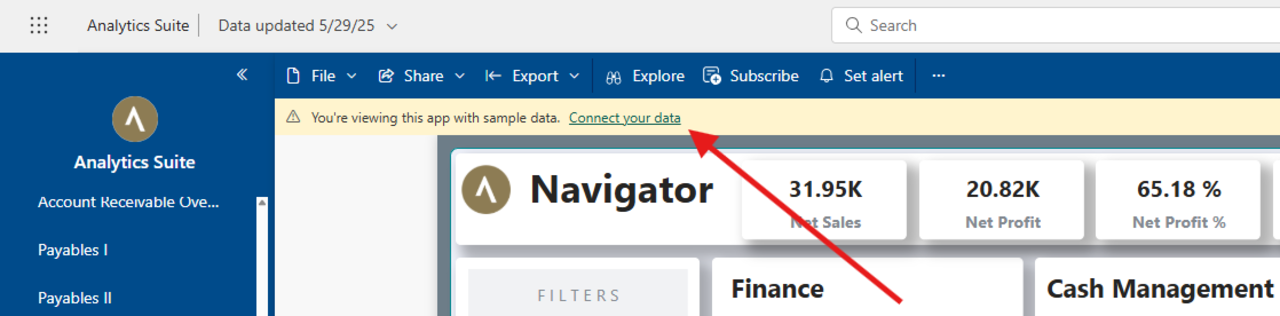 Analytics Suite
Data updated 5/29/25
Search
File
Share
Export
Explore
Subscribe
Set alert
You're viewing this app with sample data. Connect your data
Analytics Suite
Account Receivable Ove...
Payables I
Payables II
Navigator
31.95K
Net Sales
20.82K
Net Profit
65.18 %
Net Profit %
FILTERS
Finance
Cash Management